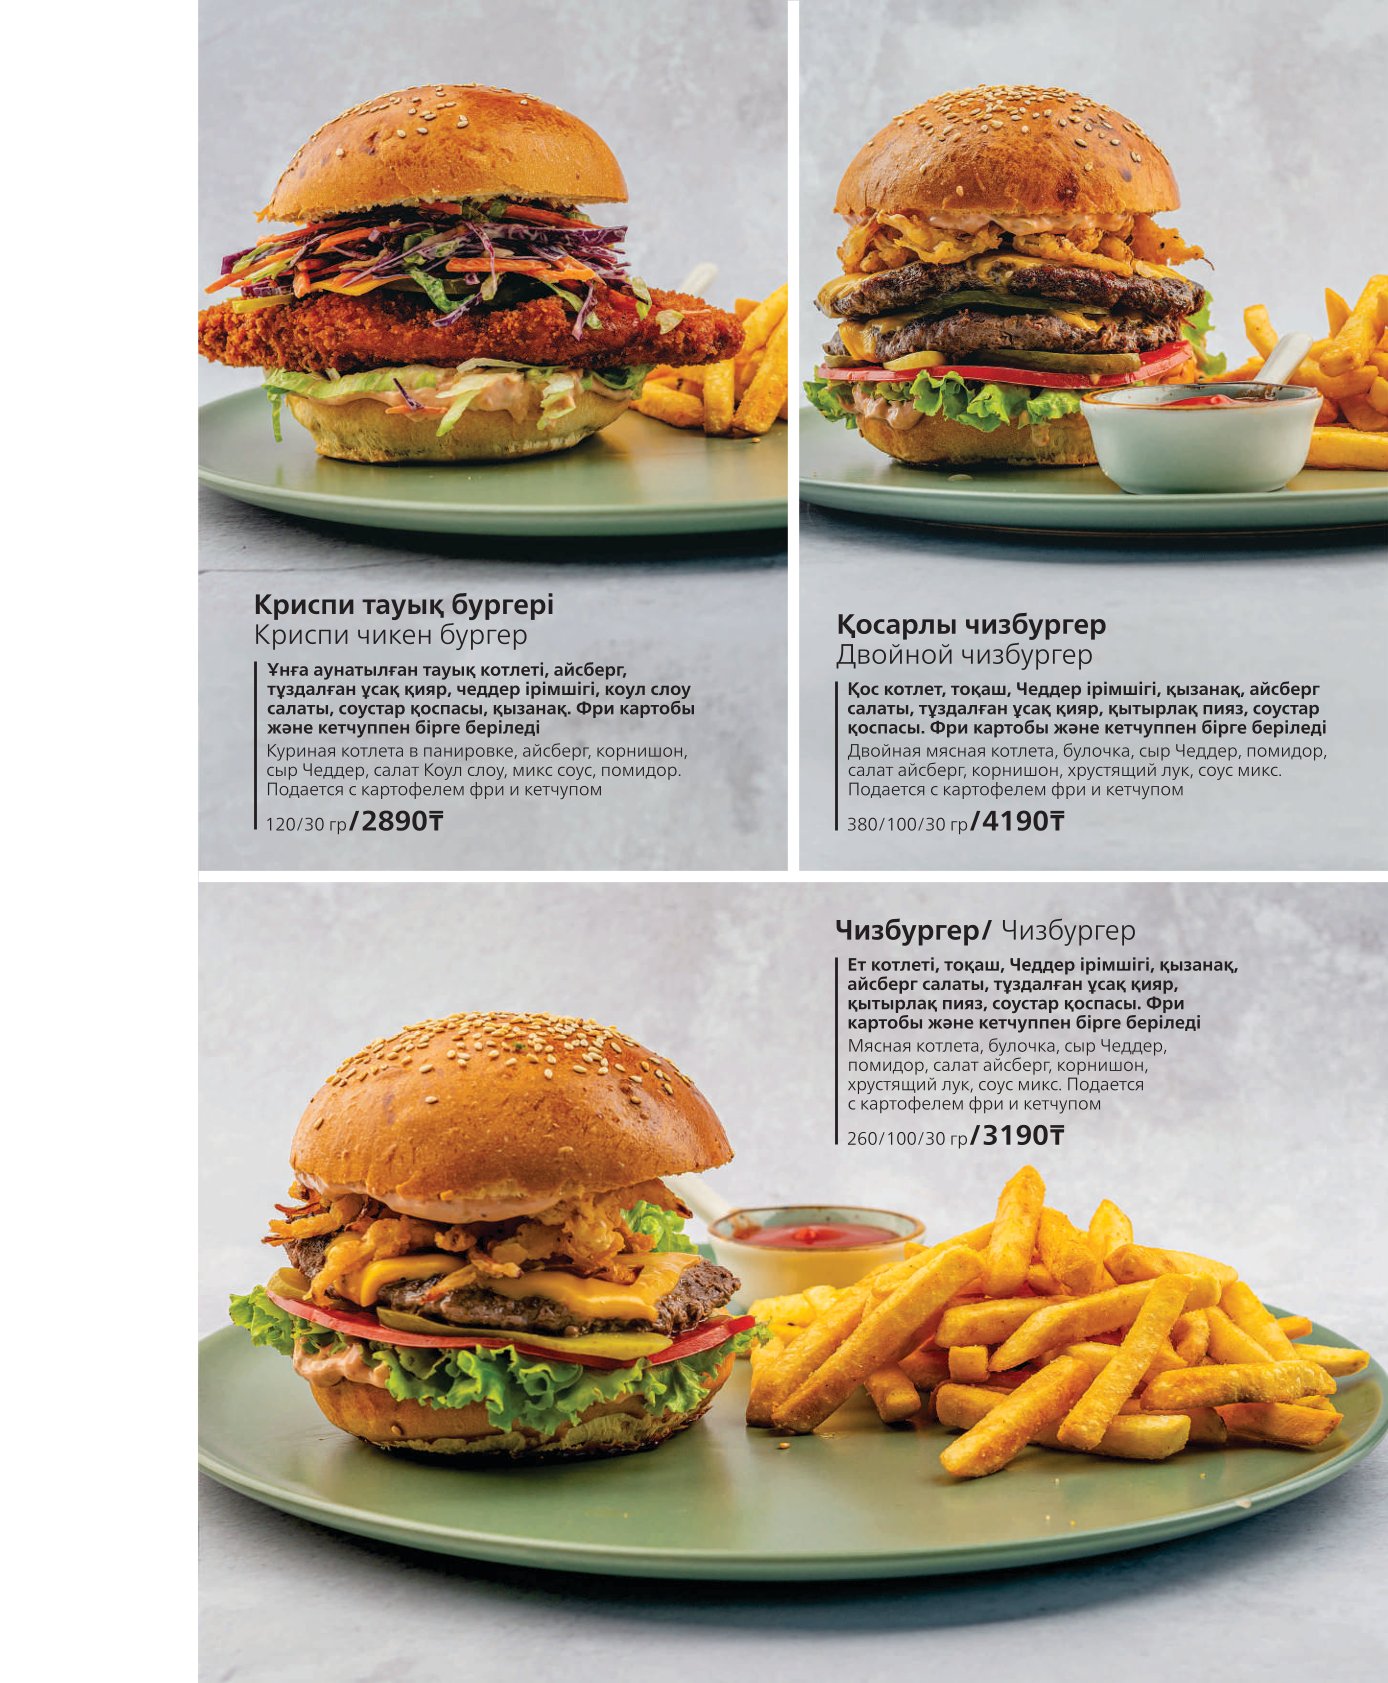 Криспи тауық бургері
Криспи чикен бургер
Ұнға аунатылған тауық котлеті, айсберг,
тұздалған ұсақ қияр, чеддер ірімшігі, коул слоу
салаты, соустар қоспасы, қызанақ. Фри картобы
және кетчуппен бірге беріледі
Куриная котлета в панировке, айсберг, корнишон,
сыр Чеддер, салат Коул слоу, микс соус, помидор.
Подается с картофелем фри и кетчупом
120/30 гр/2890₸
Қосарлы чизбургер
Двойной чизбургер
Қос котлет, тоқаш, Чеддер ірімшігі, қызанақ, айсберг
салаты, тұздалған ұсақ қияр, қытырлақ пияз, соустар
қоспасы. Фри картобы және кетчуппен бірге беріледі
Двойная мясная котлета, булочка, сыр Чеддер, помидор,
салат айсберг, корнишон, хрустящий лук, соус микс.
Подается с картофелем фри и кетчупом
380/100/30 гр/4190₸
Чизбургер/ Чизбургер
Ет котлеті, тоқаш, Чеддер ірімшігі, қызанақ,
айсберг салаты, тұздалған ұсақ қияр,
қытырлақ пияз, соустар қоспасы. Фри
картобы және кетчуппен бірге беріледі
Мясная котлета, булочка, сыр Чеддер,
помидор, салат айсберг, корнишон,
хрустящий лук, соус микс. Подается
с картофелем фри и кетчупом
260/100/30 гр/3190₸